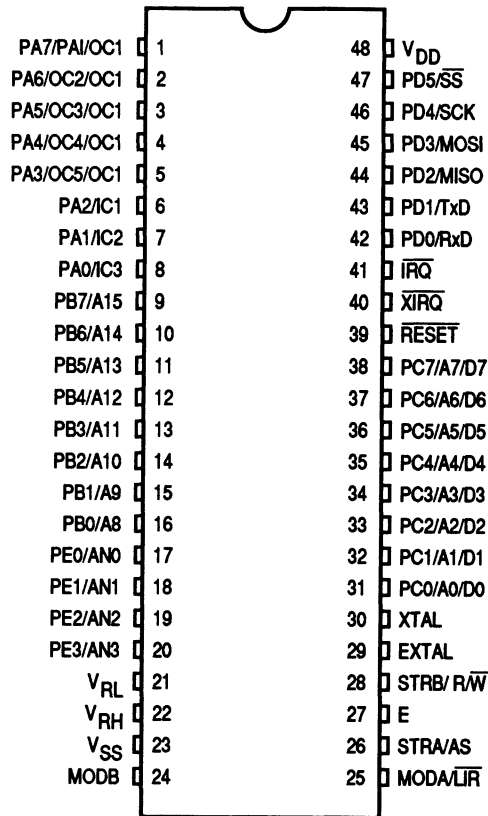 PA7/PAI/OC1 1 48 VDD
PA6/OC2/OC1 2 47 PD5/S̅S̅
PA5/OC3/OC1 3 46 PD4/SCK
PA4/OC4/OC1 4 45 PD3/MOSI
PA3/OC5/OC1 5 44 PD2/MISO
PA2/IC1 6 43 PD1/TxD
PA1/IC2 7 42 PD0/RxD
PA0/IC3 8 41 I̅R̅Q̅
PB7/A15 9 40 X̅I̅R̅Q̅
PB6/A14 10 39 R̅E̅S̅E̅T̅
PB5/A13 11 38 PC7/A7/D7
PB4/A12 12 37 PC6/A6/D6
PB3/A11 13 36 PC5/A5/D5
PB2/A10 14 35 PC4/A4/D4
PB1/A9 15 34 PC3/A3/D3
PB0/A8 16 33 PC2/A2/D2
PE0/AN0 17 32 PC1/A1/D1
PE1/AN1 18 31 PC0/A0/D0
PE2/AN2 19 30 XTAL
PE3/AN3 20 29 EXTAL
VRL 21 28 STRB/ R/W̅
VRH 22 27 E
VSS 23 26 STRA/AS
MODB 24 25 MODA/L̅I̅R̅